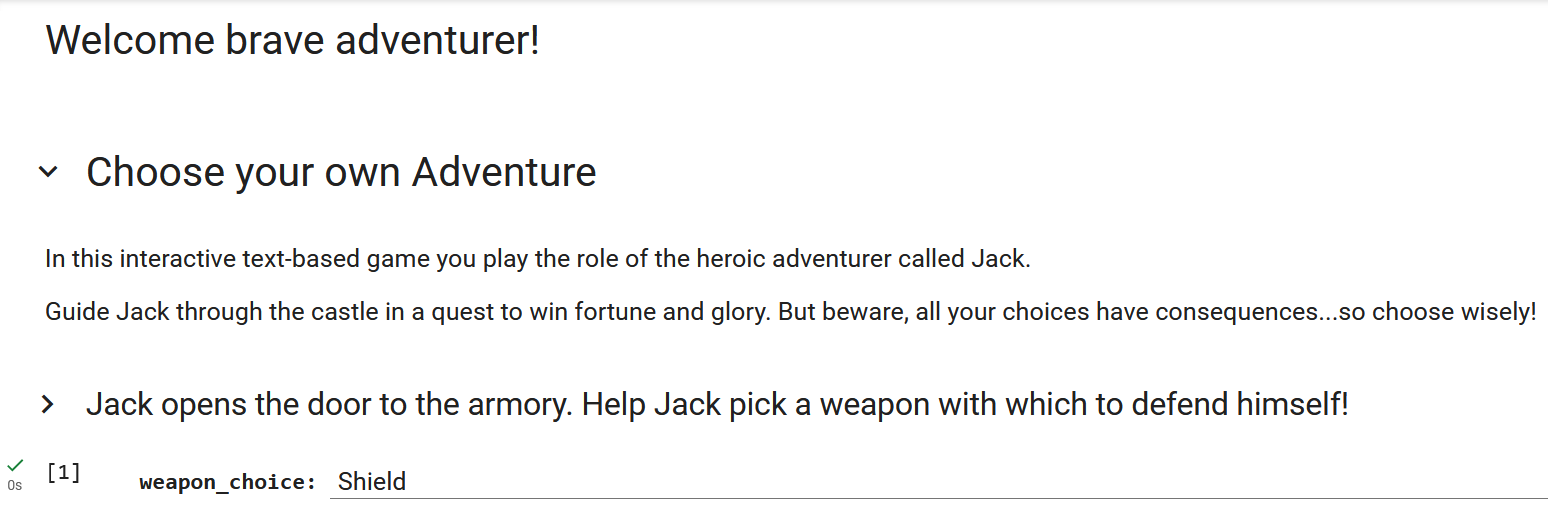 Welcome brave adventurer!
Choose your own Adventure
In this interactive text-based game you play the role of the heroic adventurer called Jack.
Guide Jack through the castle in a quest to win fortune and glory. But beware, all your choices have consequences...so choose wisely!
Jack opens the door to the armory. Help Jack pick a weapon with which to defend himself!
[1] weapon_choice: Shield
0s